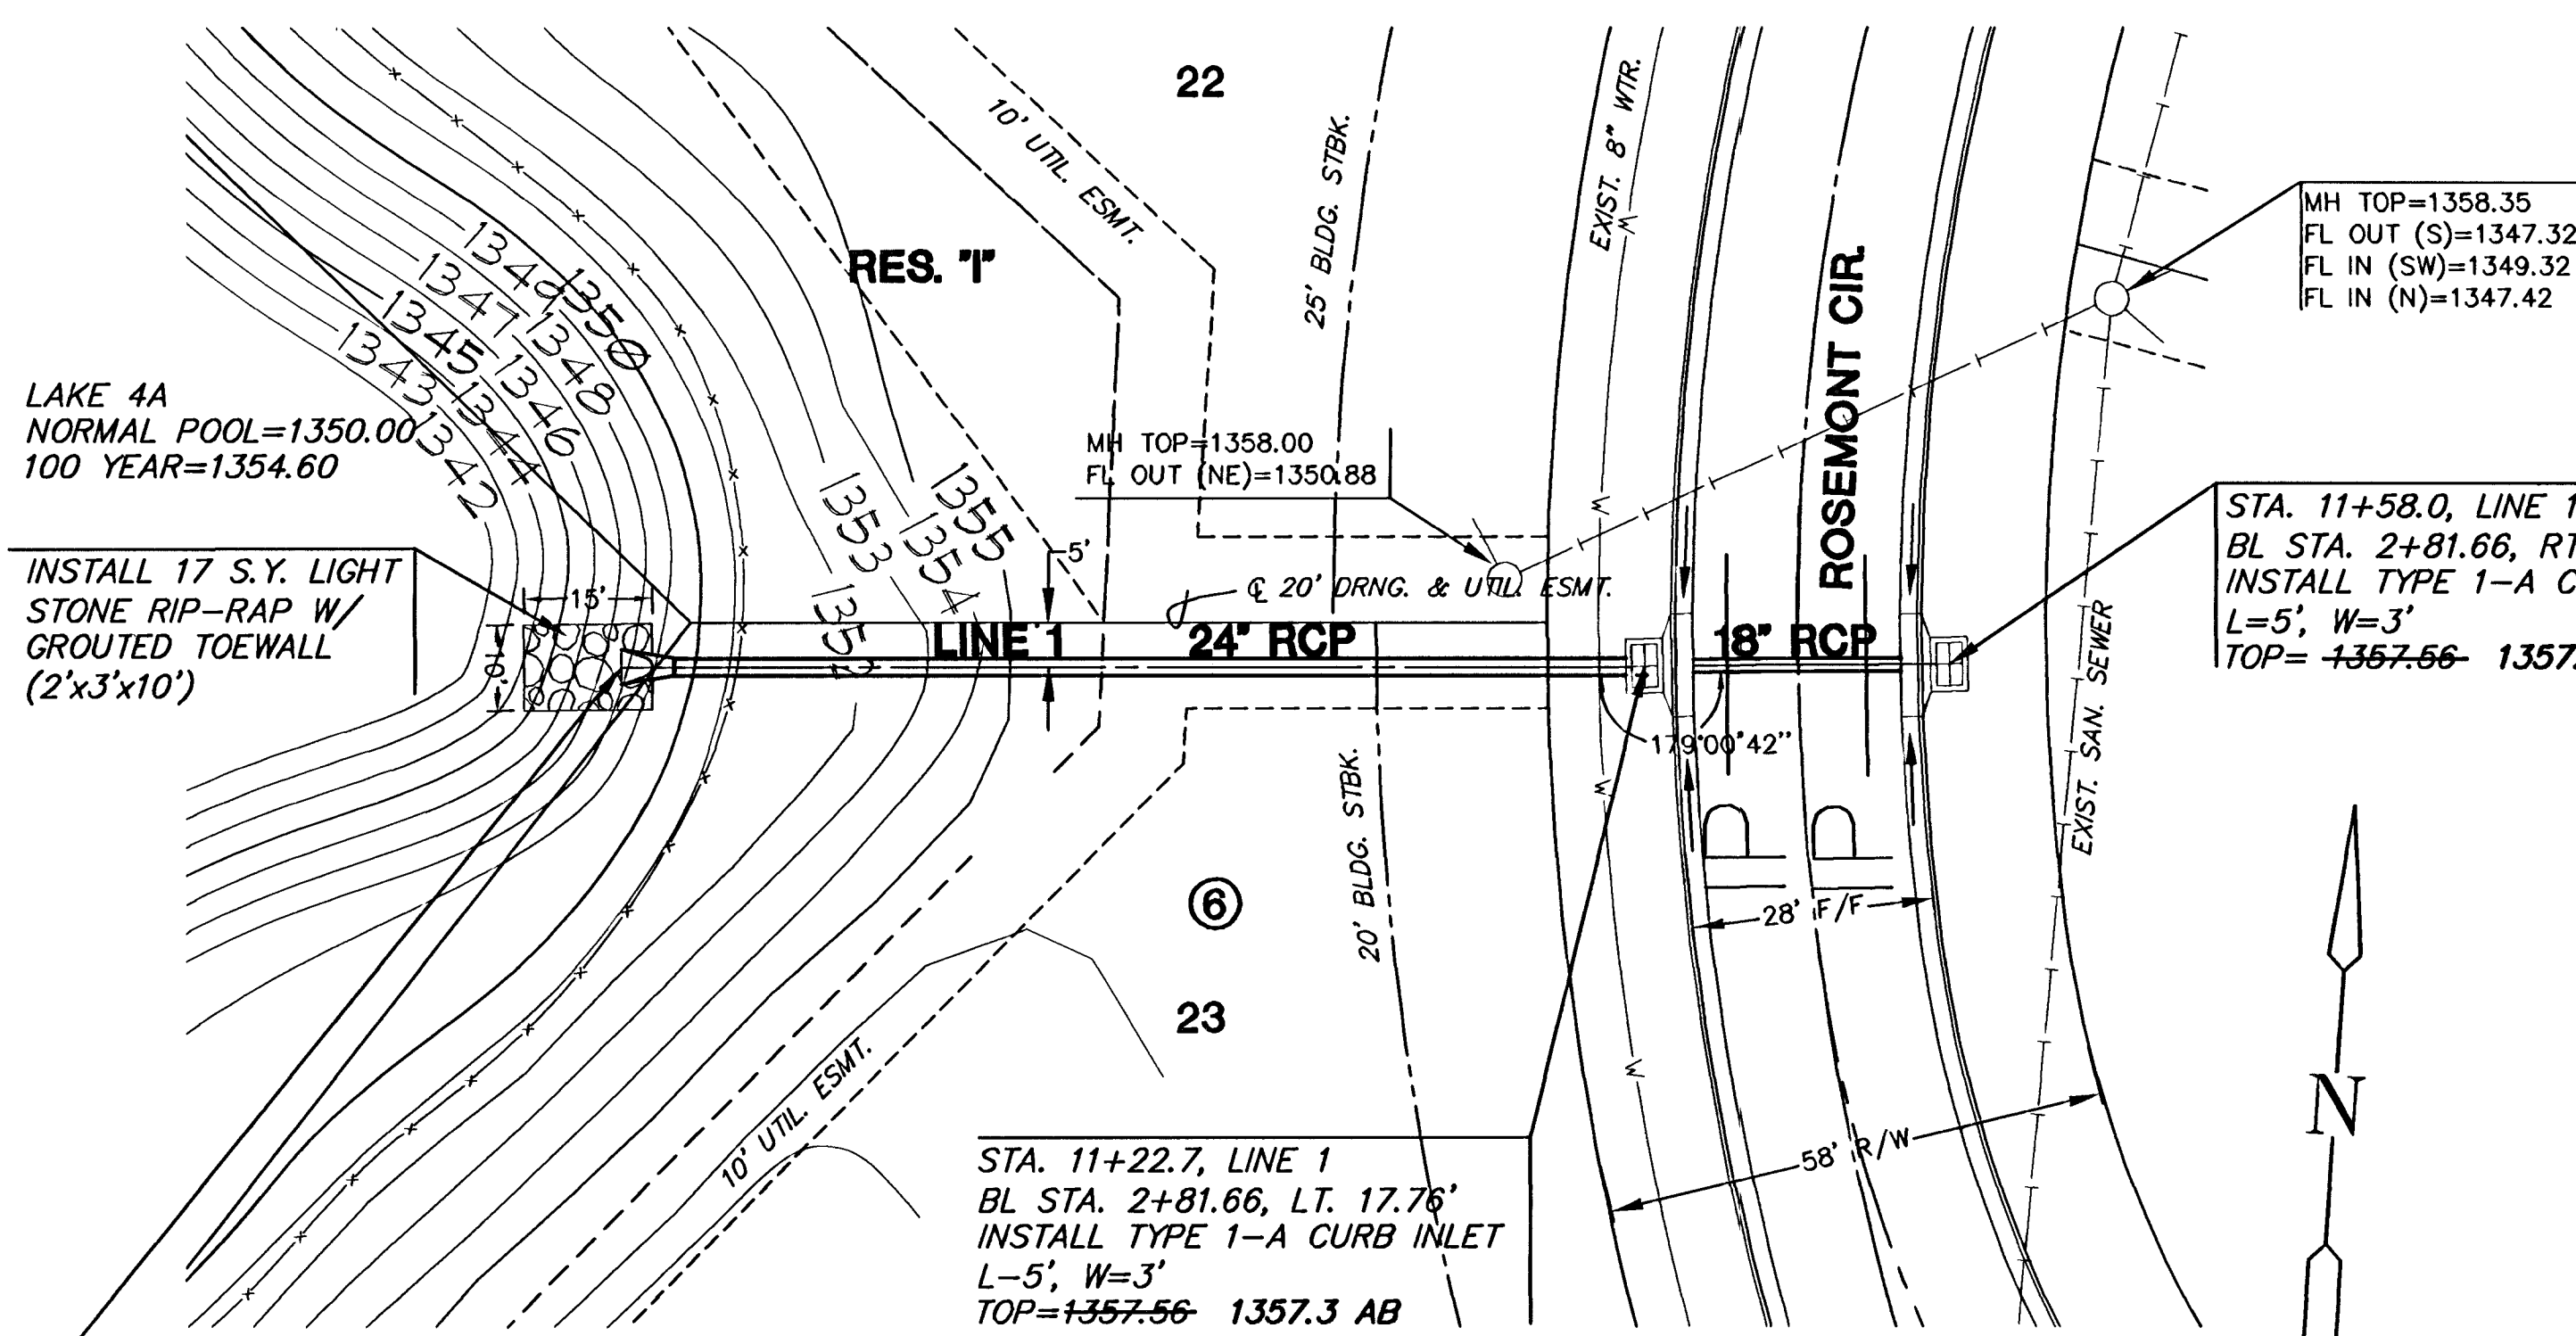 22
10' UTIL. ESMT.
RES. "I"
25' BLDG. STBK.
EXIST. 8" WTR.
W
ROSEMONT CIR.
MH TOP=1358.35
FL OUT (S)=1347.32
FL IN (SW)=1349.32
FL IN (N)=1347.42
1350
1348
1347
1348
1345
1346
1343
1344
1342
LAKE 4A
NORMAL POOL=1350.00
100 YEAR=1354.60
MH TOP=1358.00
FL OUT (NE)=1350.88
1355
1354
1353
1352
5'
℄ 20' DRNG. & UTIL. ESMT.
W
INSTALL 17 S.Y. LIGHT
STONE RIP-RAP W/
GROUTED TOEWALL
(2'x3'x10')
15'
10'
LINE 1
24" RCP
18" RCP
STA. 11+58.0, LINE 1
BL STA. 2+81.66, RT
INSTALL TYPE 1-A C
L=5', W=3'
TOP= 1357.56 1357.
179°00'42"
EXIST. SAN. SEWER
W
20' BLDG. STBK.
P
P
28' F/F
6
23
W
10' UTIL. ESMT.
58' R/W
N
STA. 11+22.7, LINE 1
BL STA. 2+81.66, LT. 17.76'
INSTALL TYPE 1-A CURB INLET
L-5', W=3'
TOP=1357.56 1357.3 AB